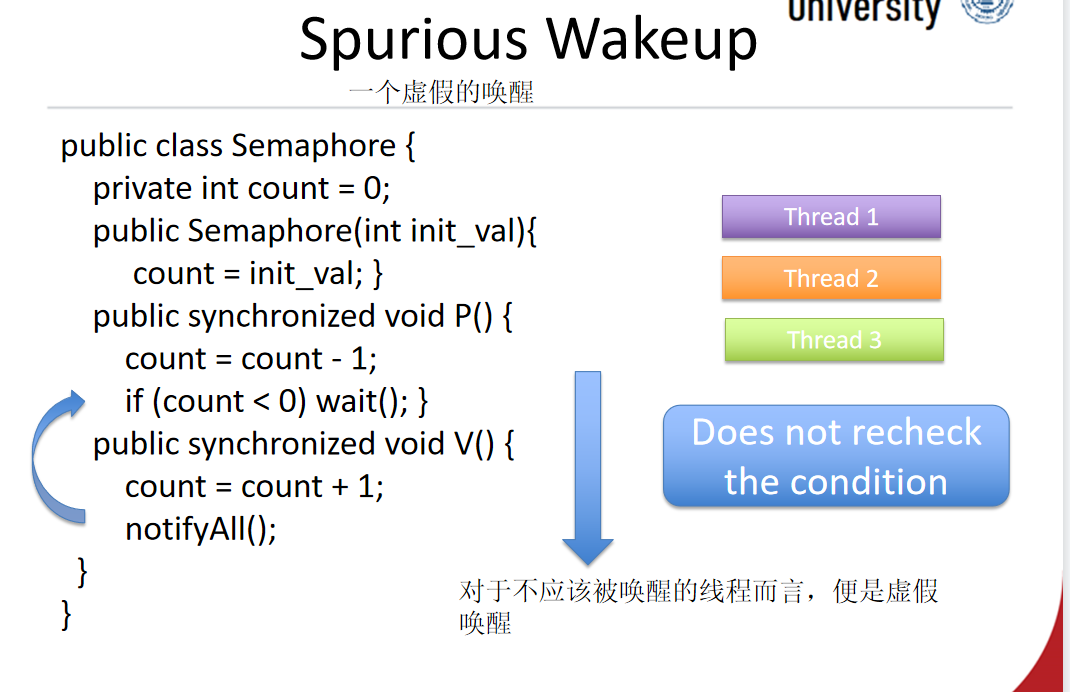 University
Spurious Wakeup
一个虚假的唤醒
public class Semaphore {
private int count = 0;
public Semaphore(int init_val){
count = init_val; }
public synchronized void P() {
count = count - 1;
if (count < 0) wait(); }
public synchronized void V() {
count = count + 1;
notifyAll();
}
}
Thread 1
Thread 2
Thread 3
Does not recheck
the condition
对于不应该被唤醒的线程而言，便是虚假
唤醒